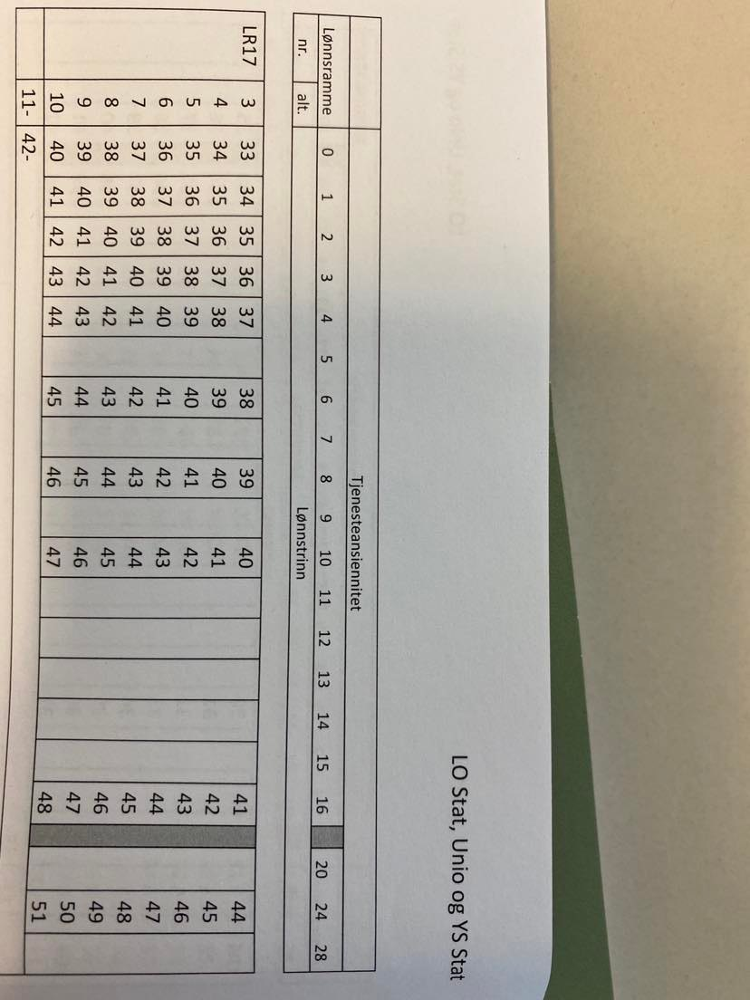 LO Stat, Unio og YS Stat
Tjenesteansiennitet
Lønnsramme 0 1 2 3 4 5 6 7 8 9 10 11 12 13 14 15 16 20 24 28
nr. alt. Lønnstrinn
LR17 3 33 34 35 36 37 38 39 40 41 44
4 34 35 36 37 38 39 40 41 42 45
5 35 36 37 38 39 40 41 42 43 46
6 36 37 38 39 40 41 42 43 44 47
7 37 38 39 40 41 42 43 44 45 48
8 38 39 40 41 42 43 44 45 46 49
9 39 40 41 42 43 44 45 46 47 50
10 40 41 42 43 44 45 46 47 48 51
11- 42-